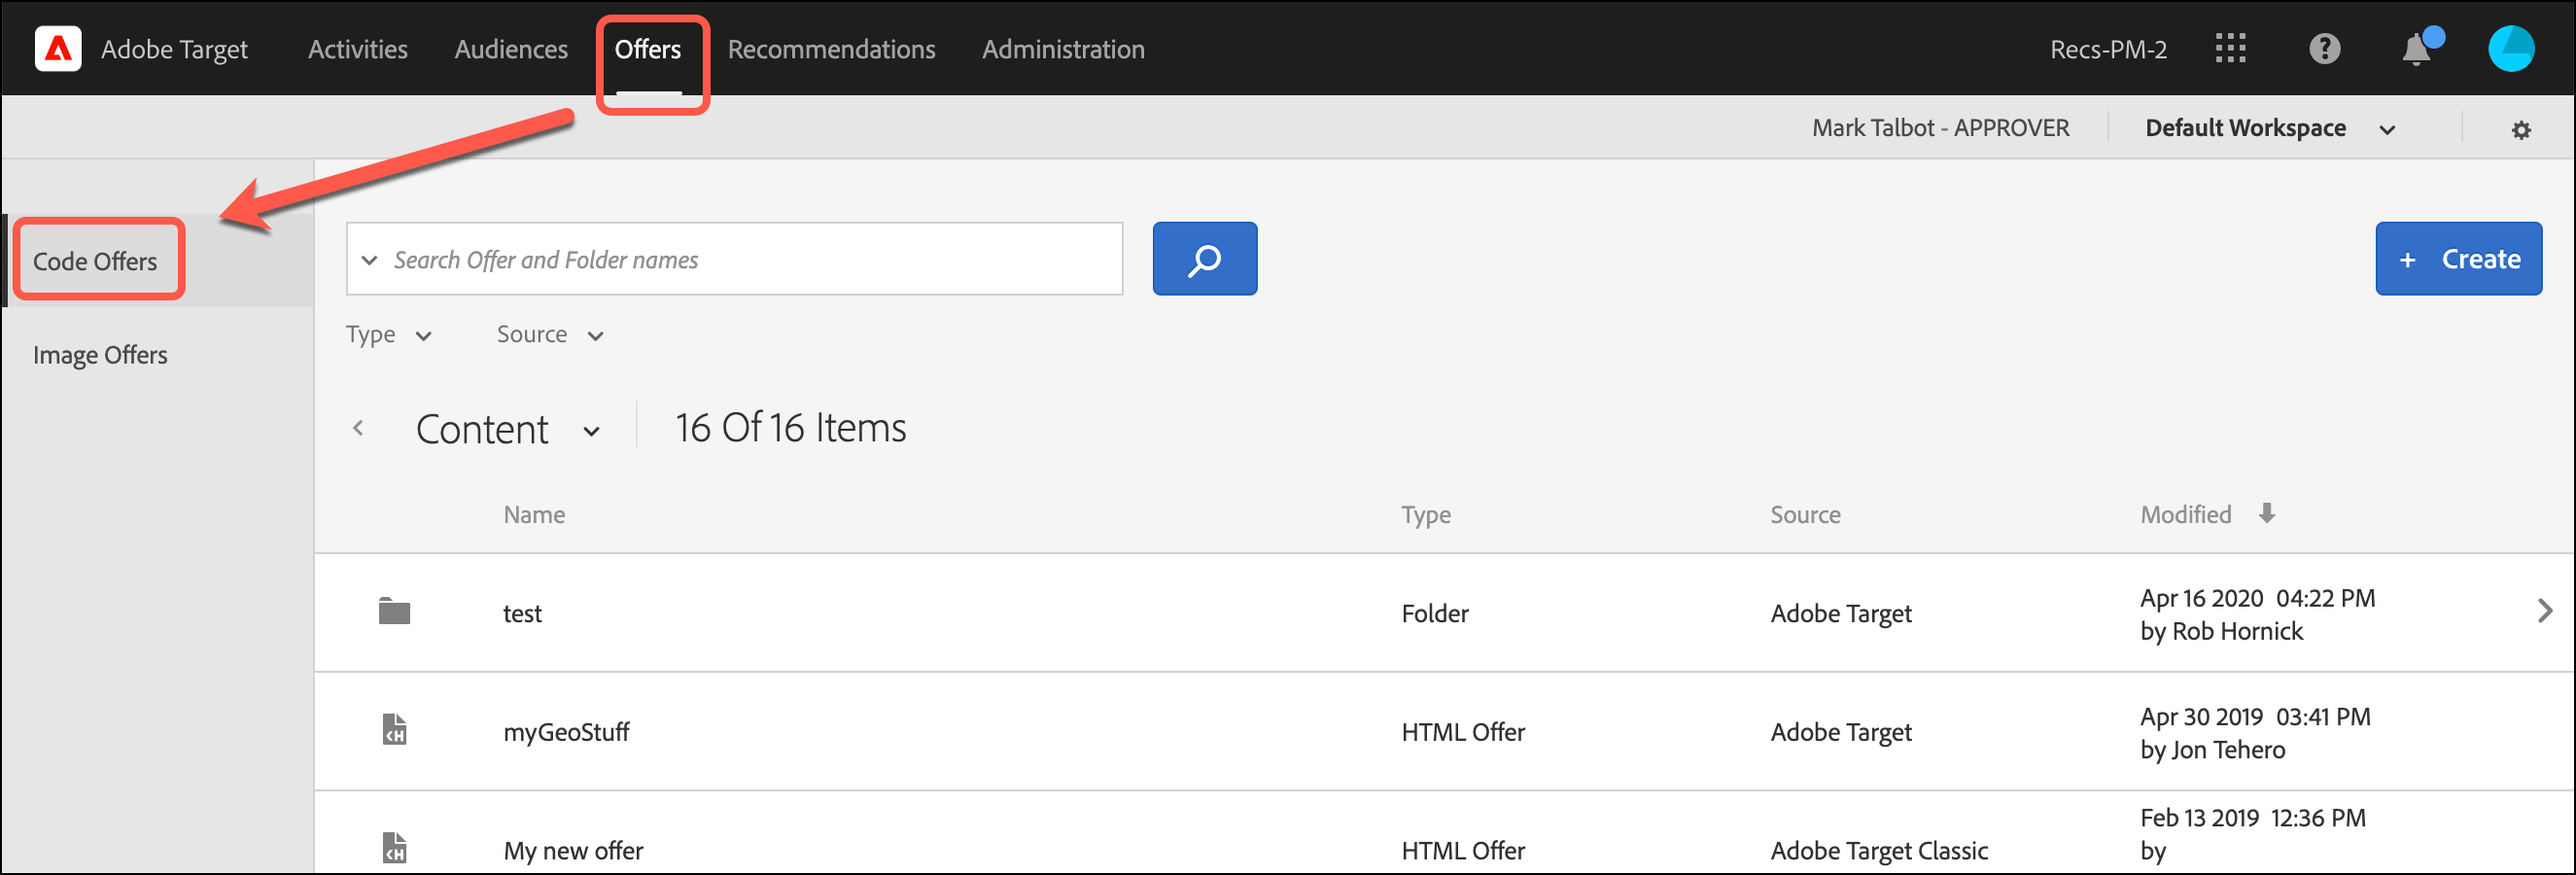 Adobe Target Activities Audiences Offers Recommendations Administration Recs-PM-2
Mark Talbot - APPROVER Default Workspace
Code Offers
Image Offers
Search Offer and Folder names
+ Create
Type Source
Content 16 Of 16 Items
Name Type Source Modified
test Folder Adobe Target Apr 16 2020 04:22 PM
by Rob Hornick
myGeoStuff HTML Offer Adobe Target Apr 30 2019 03:41 PM
by Jon Tehero
My new offer HTML Offer Adobe Target Classic Feb 13 2019 12:36 PM
by